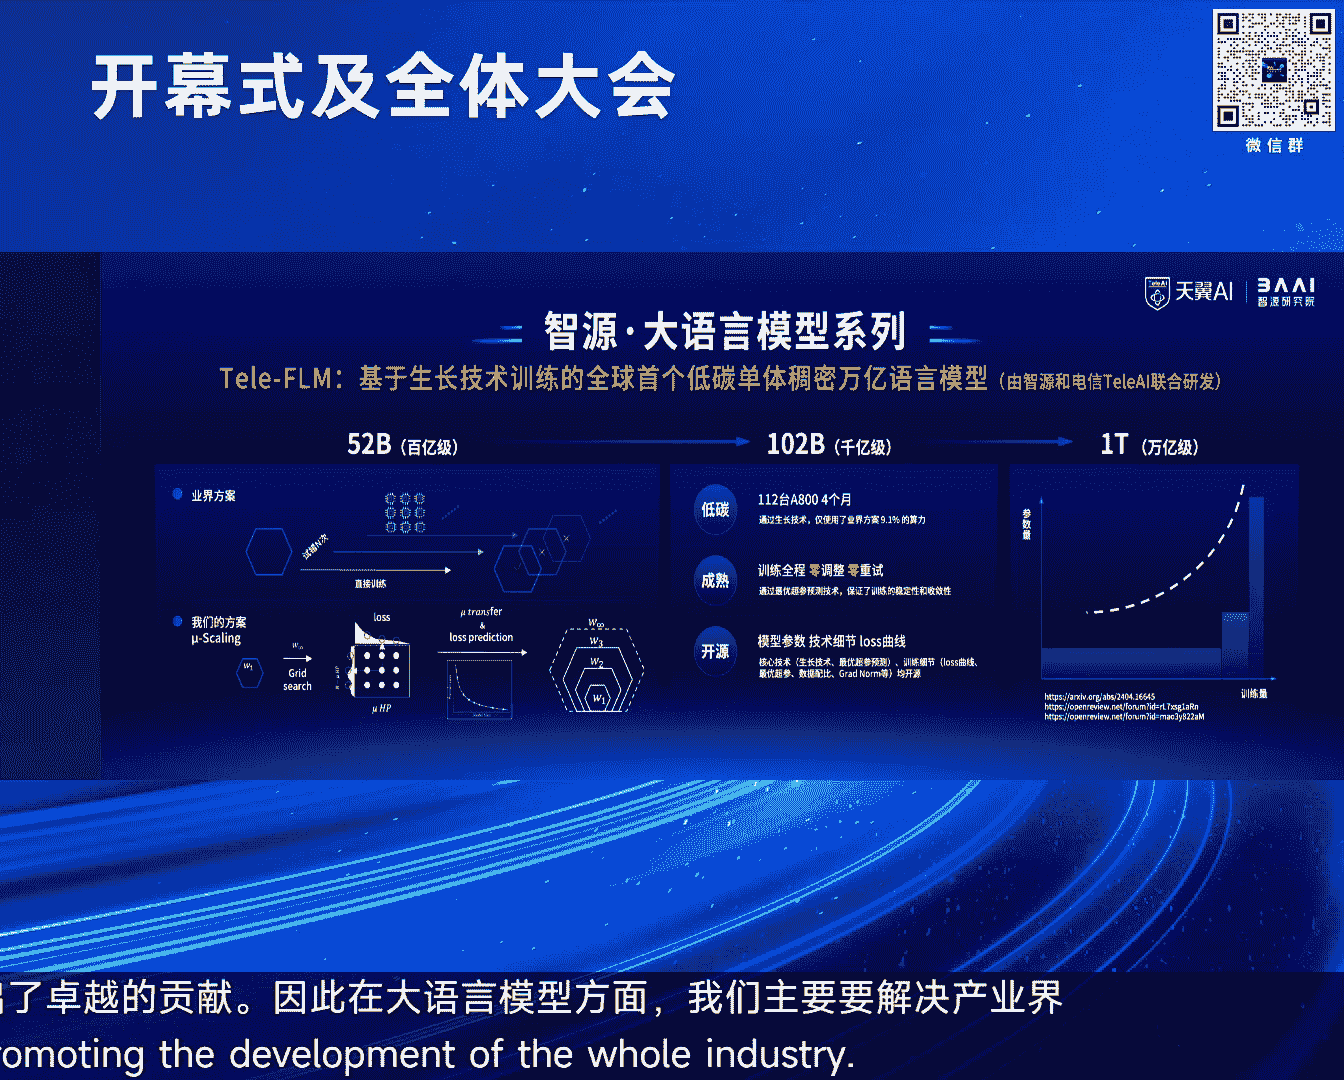 开幕式及全体大会
微信群
TeleAI 天翼AI BAAI 智源研究院
智源·大语言模型系列
Tele-FLM：基于生长技术训练的全球首个低碳单体稠密万亿语言模型（由智源和电信TeleAI联合研发）
52B（百亿级）
102B（千亿级）
1T（万亿级）
业界方案
试错N次
直接训练
我们的方案
μ-Scaling
w₁
w∞
Grid
search
loss
μ HP
μ transfer
&
loss prediction
w∞
w₃
w₂
w₁
低碳
112台A800 4个月
通过生长技术，仅使用了业界方案 9.1% 的算力
成熟
训练全程 零调整 零重试
通过最优超参预测技术，保证了训练的稳定性和收敛性
开源
模型参数 技术细节 loss曲线
核心技术（生长技术、最优超参预测）、训练细节（loss曲线、
最优超参、数据配比、Grad Norm等）均开源
参数量
训练量
https://arxiv.org/abs/2404.16645
https://openreview.net/forum?id=rL7xsg1aRn
https://openreview.net/forum?id=mao3y822aM
了卓越的贡献。因此在大语言模型方面，我们主要要解决产业界
romoting the development of the whole industry.